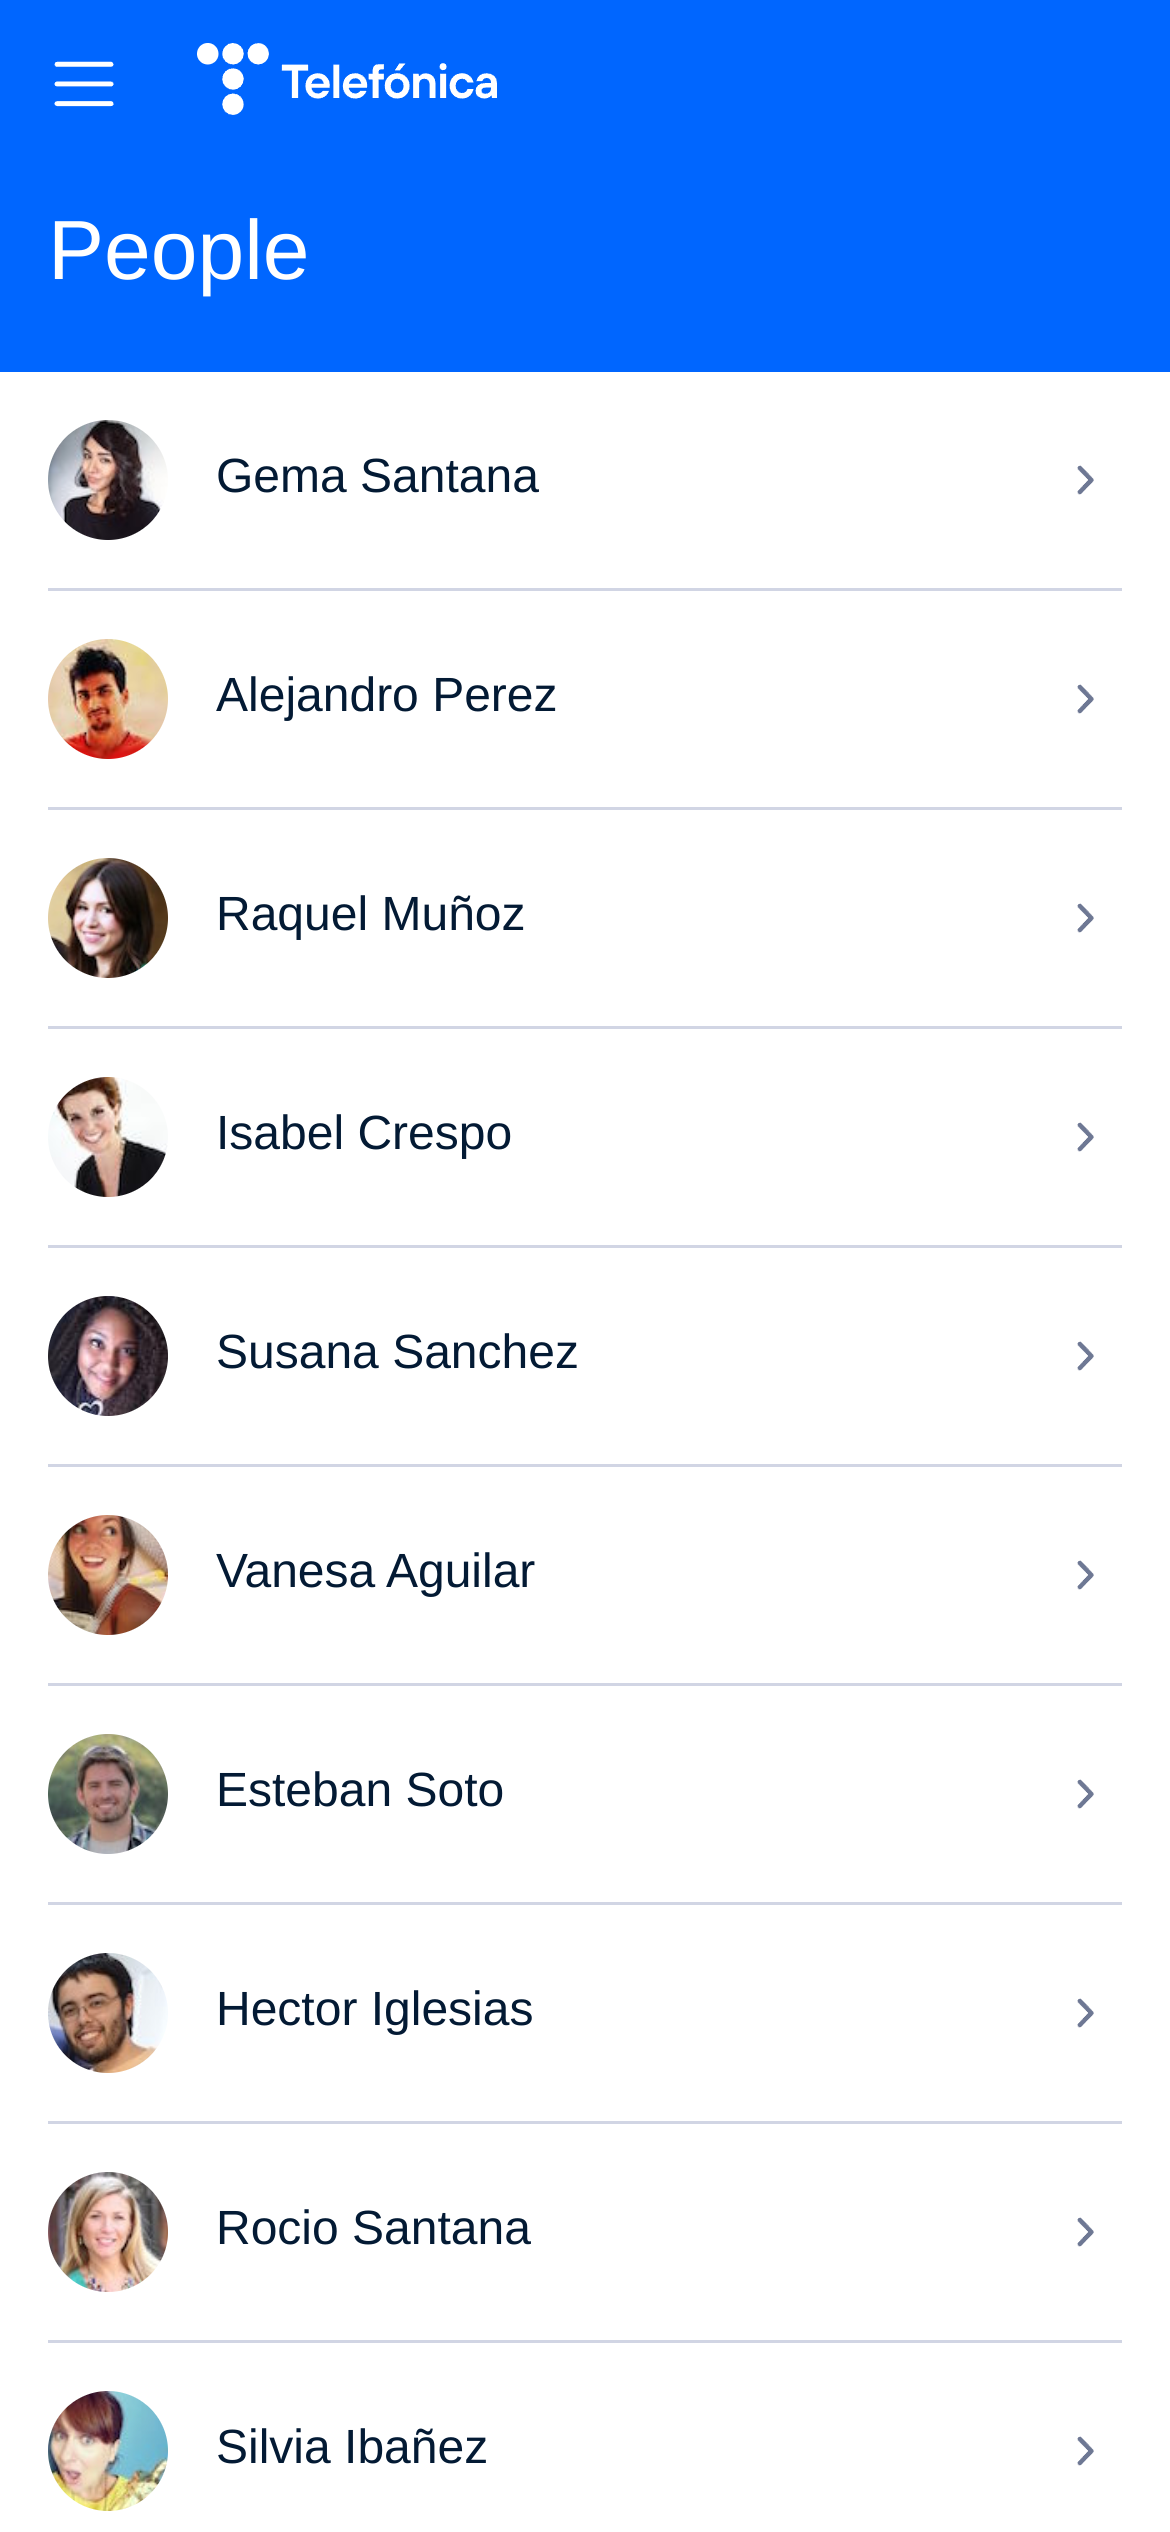 Telefónica
People
Gema Santana
Alejandro Perez
Raquel Muñoz
Isabel Crespo
Susana Sanchez
Vanesa Aguilar
Esteban Soto
Hector Iglesias
Rocio Santana
Silvia Ibañez